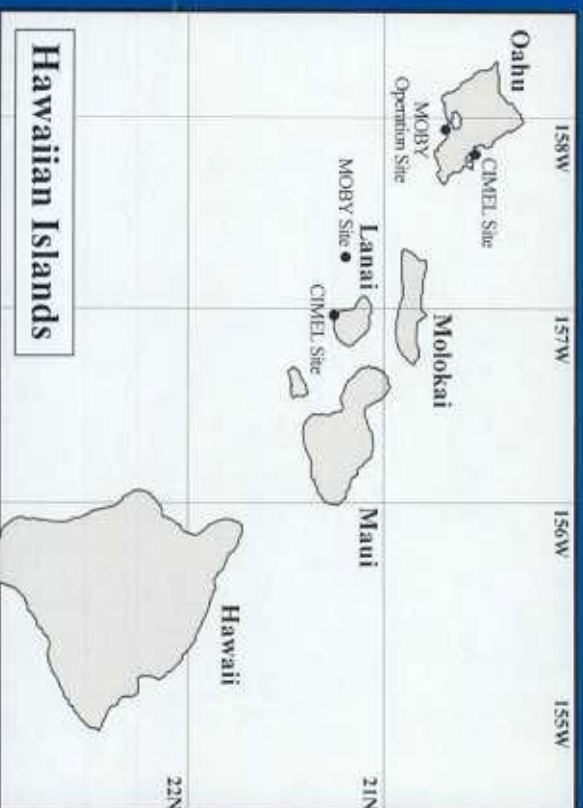 158W
157W
156W
155W
Oahu
CIMEL Site
MOBY
Operation Site
Molokai
Lanai
MOBY Site
CIMEL Site
Maui
21N
Hawaii
22N
Hawaiian Islands